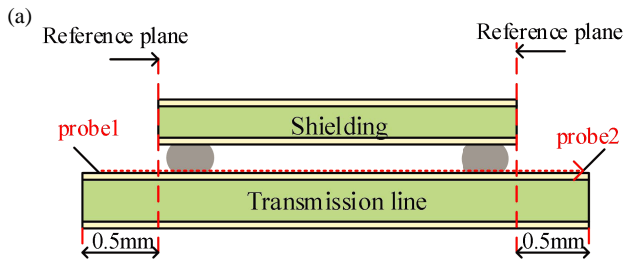 (a)
Reference plane
Reference plane
Shielding
probe1
probe2
Transmission line
0.5mm
0.5mm